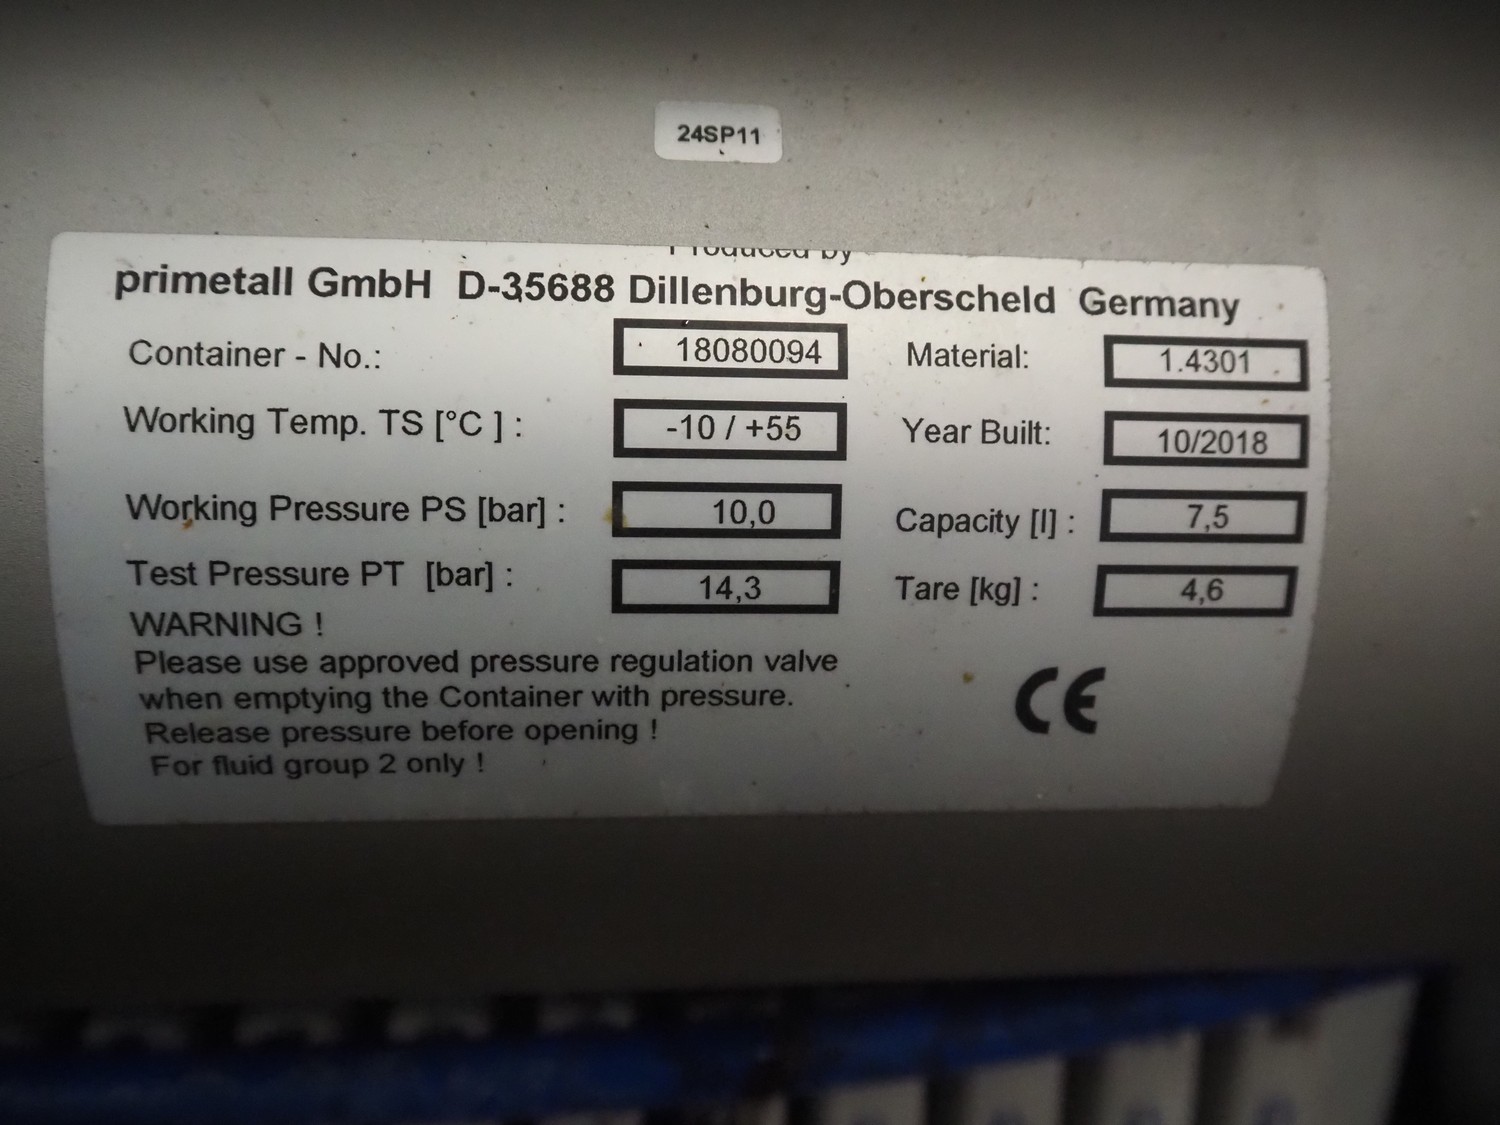 24SP11
Produced by
primetall GmbH D-35688 Dillenburg-Oberscheld Germany
Container - No.: 18080094 Material: 1.4301
Working Temp. TS [°C ] : -10 / +55 Year Built: 10/2018
Working Pressure PS [bar] : 10,0 Capacity [l] : 7,5
Test Pressure PT [bar] : 14,3 Tare [kg] : 4,6
WARNING !
Please use approved pressure regulation valve
when emptying the Container with pressure.
Release pressure before opening !
For fluid group 2 only !
CE